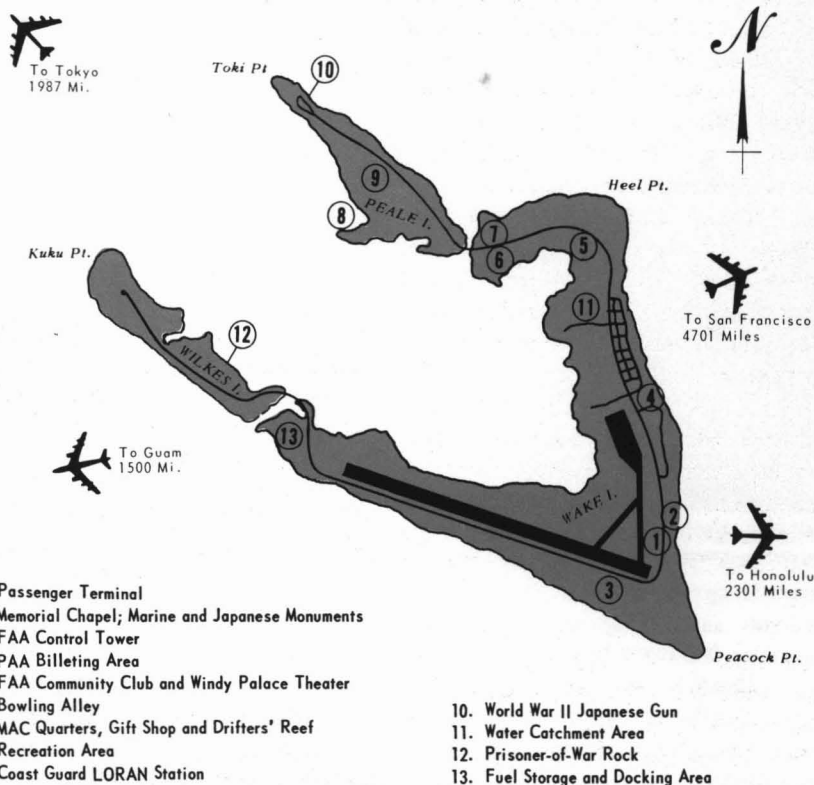 N
To Tokyo
1987 Mi.
Toki Pt
10
9
PEALE I.
8
Heel Pt.
7
6
5
Kuku Pt.
11
To San Francisco
4701 Miles
12
WILKES I.
4
13
To Guam
1500 Mi.
WAKE I.
2
1
3
To Honolulu
2301 Miles
Peacock Pt.
Passenger Terminal
Memorial Chapel; Marine and Japanese Monuments
FAA Control Tower
PAA Billeting Area
FAA Community Club and Windy Palace Theater
Bowling Alley
MAC Quarters, Gift Shop and Drifters' Reef
Recreation Area
Coast Guard LORAN Station
10. World War II Japanese Gun
11. Water Catchment Area
12. Prisoner-of-War Rock
13. Fuel Storage and Docking Area